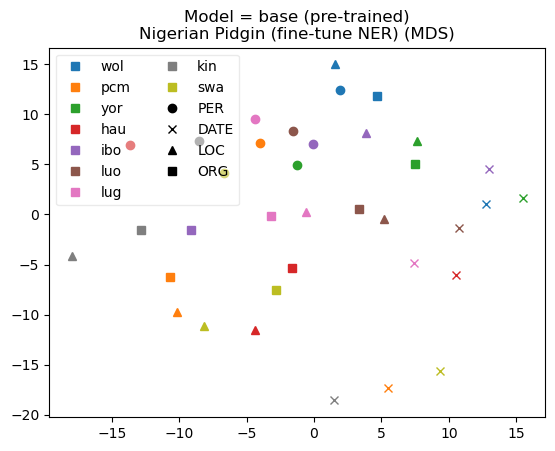 Model = base (pre-trained)
Nigerian Pidgin (fine-tune NER) (MDS)
wol kin
pcm swa
yor PER
hau DATE
ibo LOC
luo ORG
lug
15
10
5
0
−5
−10
−15
−20
−15 −10 −5 0 5 10 15